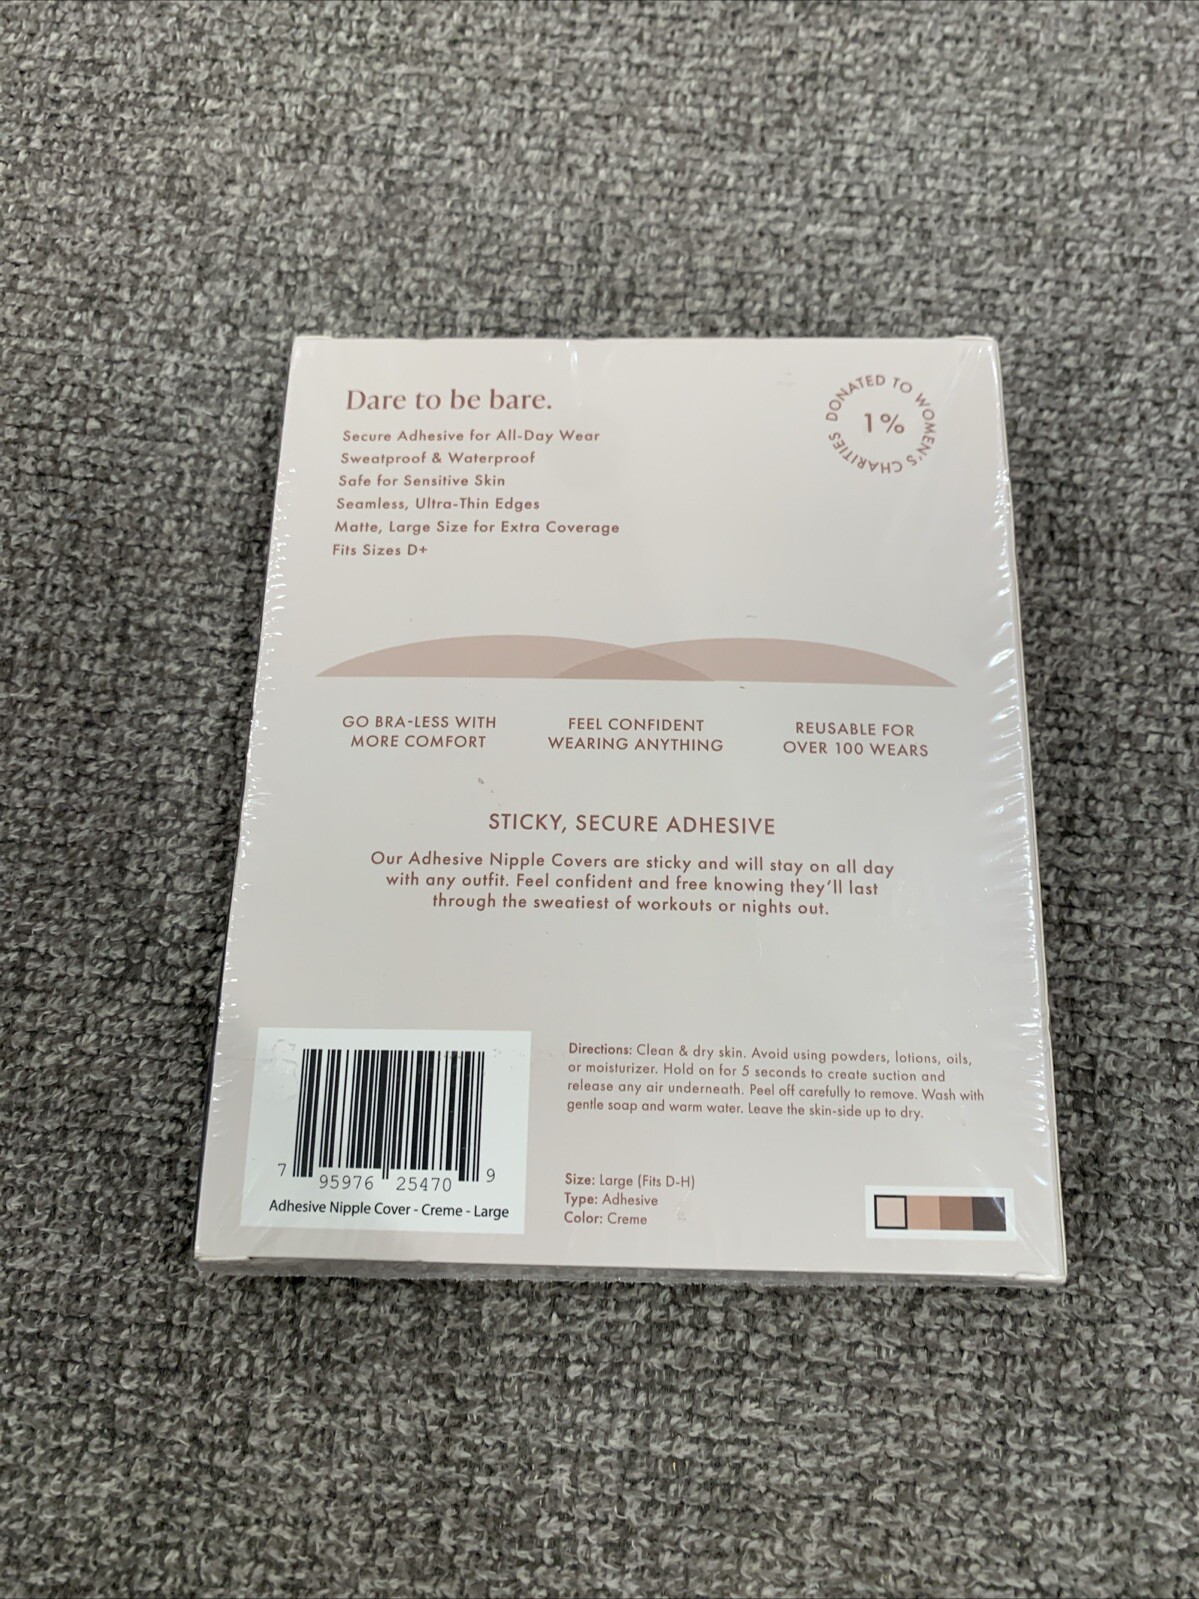 Dare to be bare.
Secure Adhesive for All-Day Wear
Sweatproof & Waterproof
Safe for Sensitive Skin
Seamless, Ultra-Thin Edges
Matte, Large Size for Extra Coverage
Fits Sizes D+
DONATED TO WOMEN'S CHARITIES
1%
GO BRA-LESS WITH
MORE COMFORT
FEEL CONFIDENT
WEARING ANYTHING
REUSABLE FOR
OVER 100 WEARS
STICKY, SECURE ADHESIVE
Our Adhesive Nipple Covers are sticky and will stay on all day
with any outfit. Feel confident and free knowing they'll last
through the sweatiest of workouts or nights out.
7 95976 25470 9
Adhesive Nipple Cover - Creme - Large
Directions: Clean & dry skin. Avoid using powders, lotions, oils,
or moisturizer. Hold on for 5 seconds to create suction and
release any air underneath. Peel off carefully to remove. Wash with
gentle soap and warm water. Leave the skin-side up to dry.
Size: Large (Fits D-H)
Type: Adhesive
Color: Creme